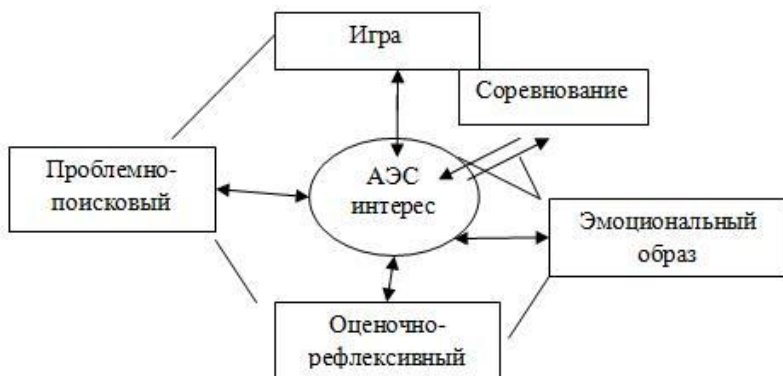 Игра
Соревнование
Проблемно-
поисковый
АЭС
интерес
Эмоциональный
образ
Оценочно-
рефлексивный